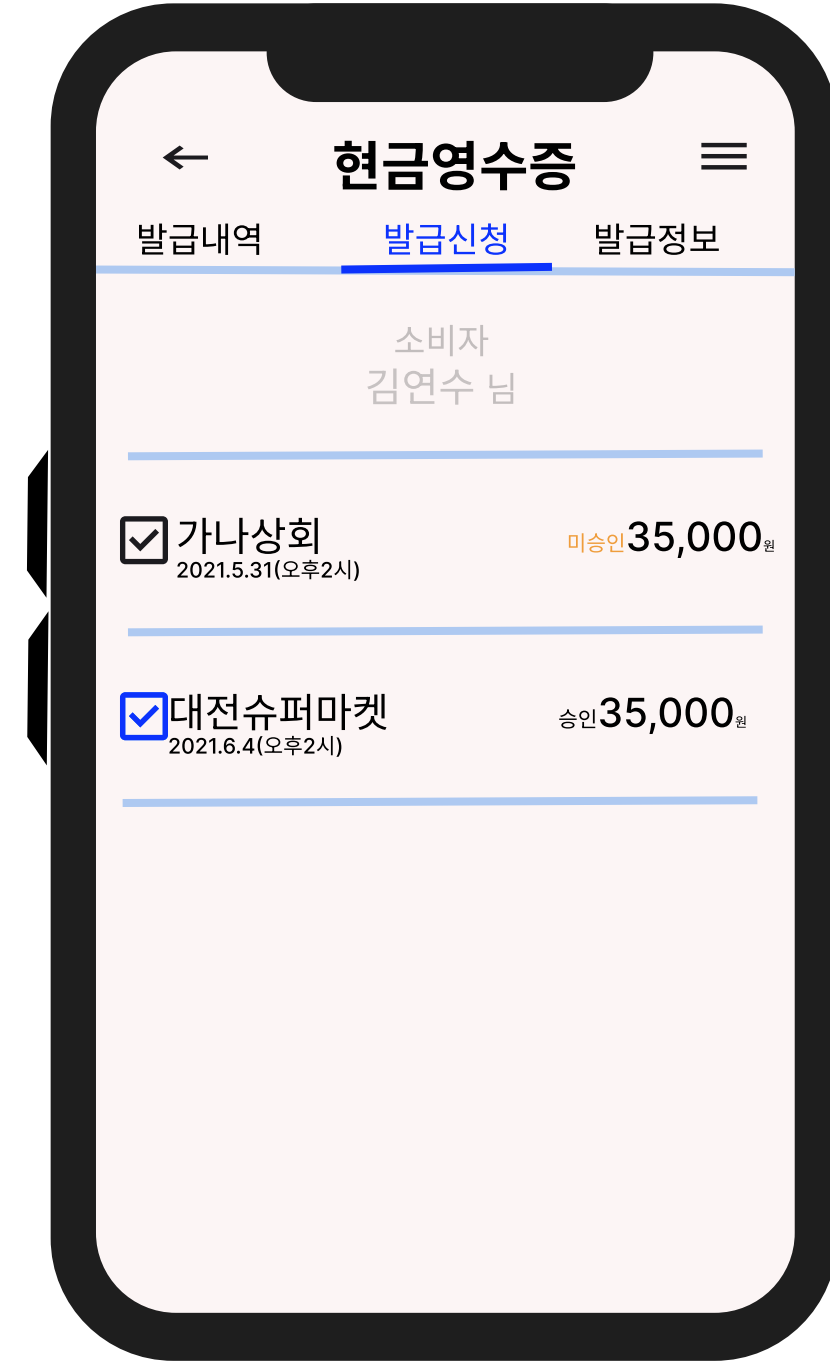 현금영수증
발급내역 발급신청 발급정보
소비자
김연수 님
가나상회 미승인35,000원
2021.5.31(오후2시)
대전슈퍼마켓 승인35,000원
2021.6.4(오후2시)